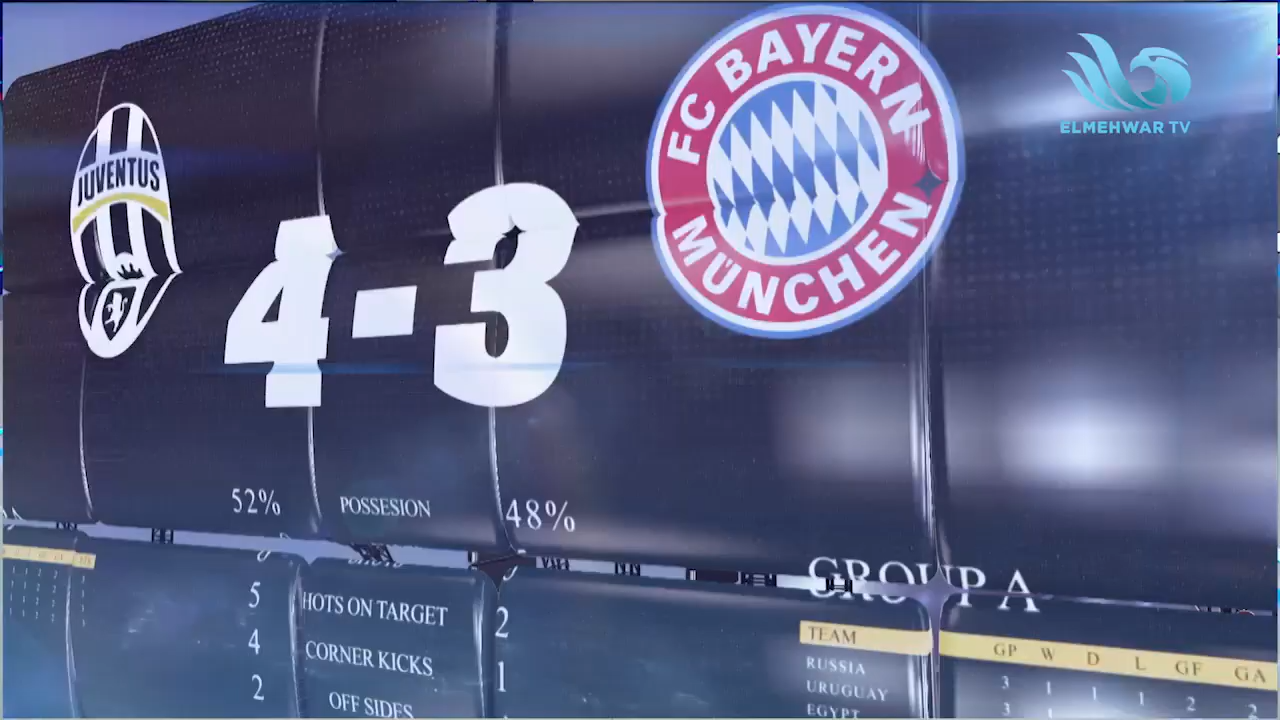 ELMEHWAR TV
FC BAYERN
MÜNCHEN
JUVENTUS
4-3
52% POSSESION 48%
5 HOTS ON TARGET 2
4 CORNER KICKS 1
2 OFF SIDES
GROUP A
TEAM GP W D L GF GA
RUSSIA 3 1 1 1 2 2
URUGUAY 3 1
EGYPT